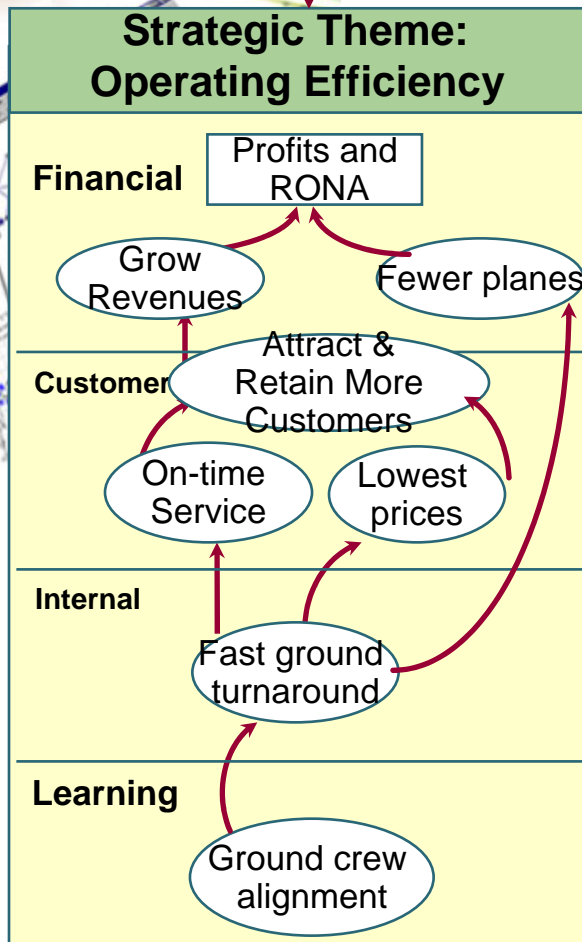 Strategic Theme:
Operating Efficiency
Financial
Profits and
RONA
Grow
Revenues
Fewer planes
Customer
Attract &
Retain More
Customers
On-time
Service
Lowest
prices
Internal
Fast ground
turnaround
Learning
Ground crew
alignment